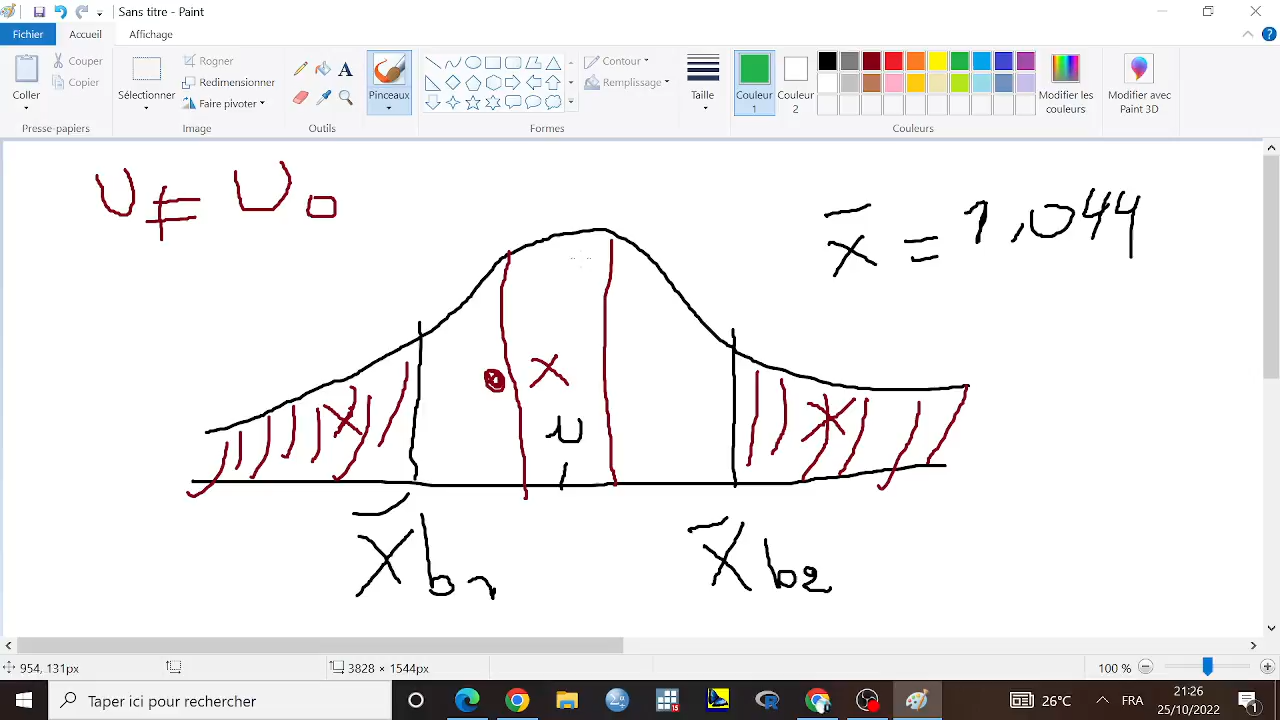 Sans titre - Paint
Fichier Accueil Affichage
Coller
Couper
Copier
Presse-papiers
Sélectionner
Rogner
Redimensionner
Faire pivoter
Image
Outils
Pinceaux
Contour
Remplissage
Formes
Taille
Couleur 1
Couleur 2
Modifier les couleurs
Couleurs
Modifier avec Paint 3D
U ≠ U0
x̄ = 1,044
X
U
X̄b1
X̄b2
954, 131px
3828 × 1544px
100 %
Taper ici pour rechercher
15
26°C
FRA
21:26
25/10/2022